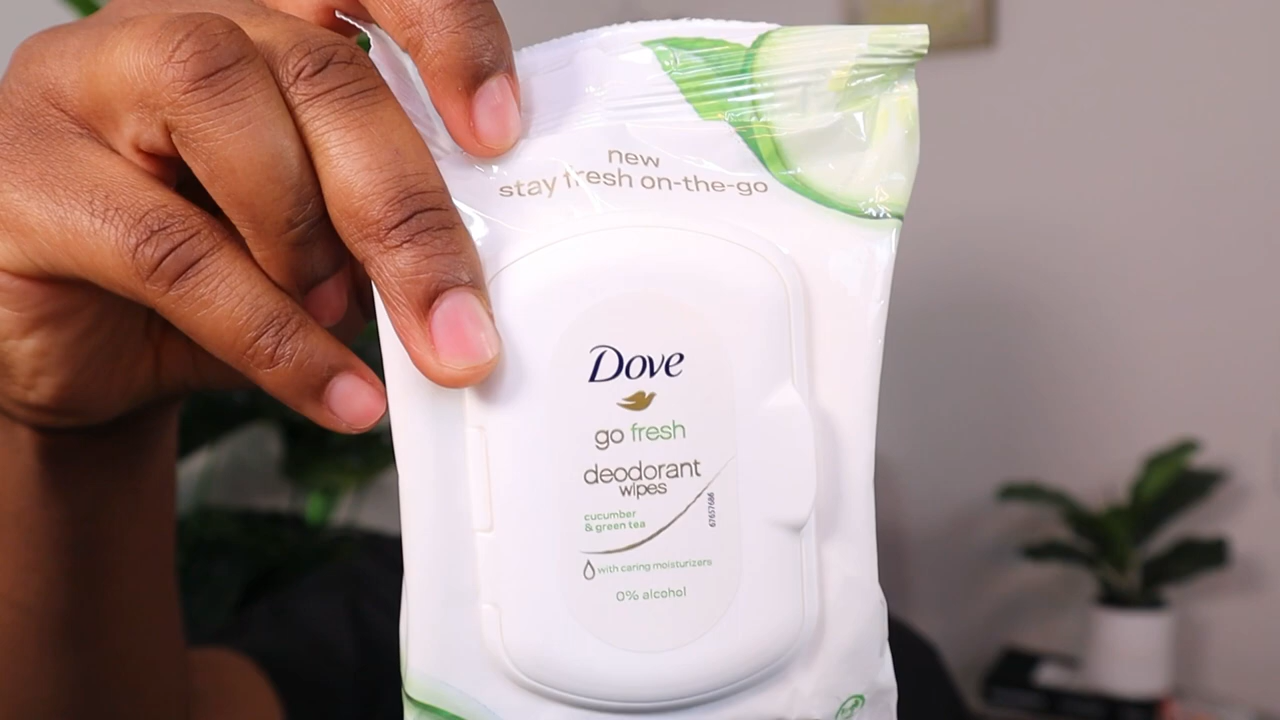 new
stay fresh on-the-go
Dove
go fresh
deodorant
wipes
cucumber
& green tea
67657686
with caring moisturizers
0% alcohol